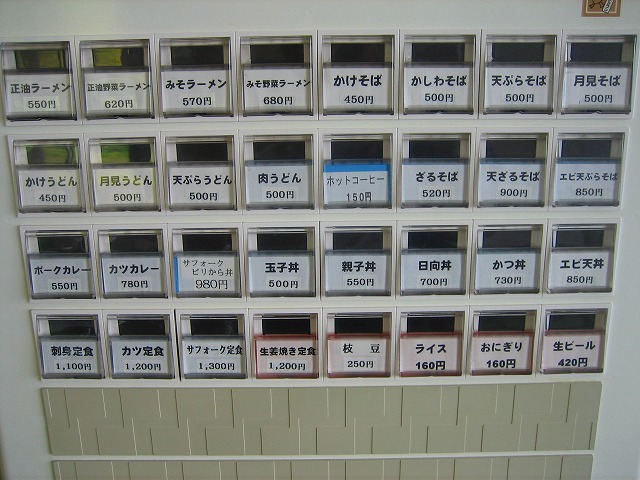 正油ラーメン
550円
正油野菜ラーメン
620円
みそラーメン
570円
みそ野菜ラーメン
680円
かけそば
450円
かしわそば
500円
天ぷらそば
500円
月見そば
500円
かけうどん
450円
月見うどん
500円
天ぷらうどん
500円
肉うどん
500円
ホットコーヒー
150円
ざるそば
520円
天ざるそば
900円
エビ天ぷらそば
850円
ポークカレー
550円
カツカレー
780円
サフォーク
ピリから丼
980円
玉子丼
500円
親子丼
550円
日向丼
700円
かつ丼
730円
エビ天丼
850円
刺身定食
1,100円
カツ定食
1,200円
サフォーク定食
1,300円
生姜焼き定食
1,200円
枝豆
250円
ライス
160円
おにぎり
160円
生ビール
420円